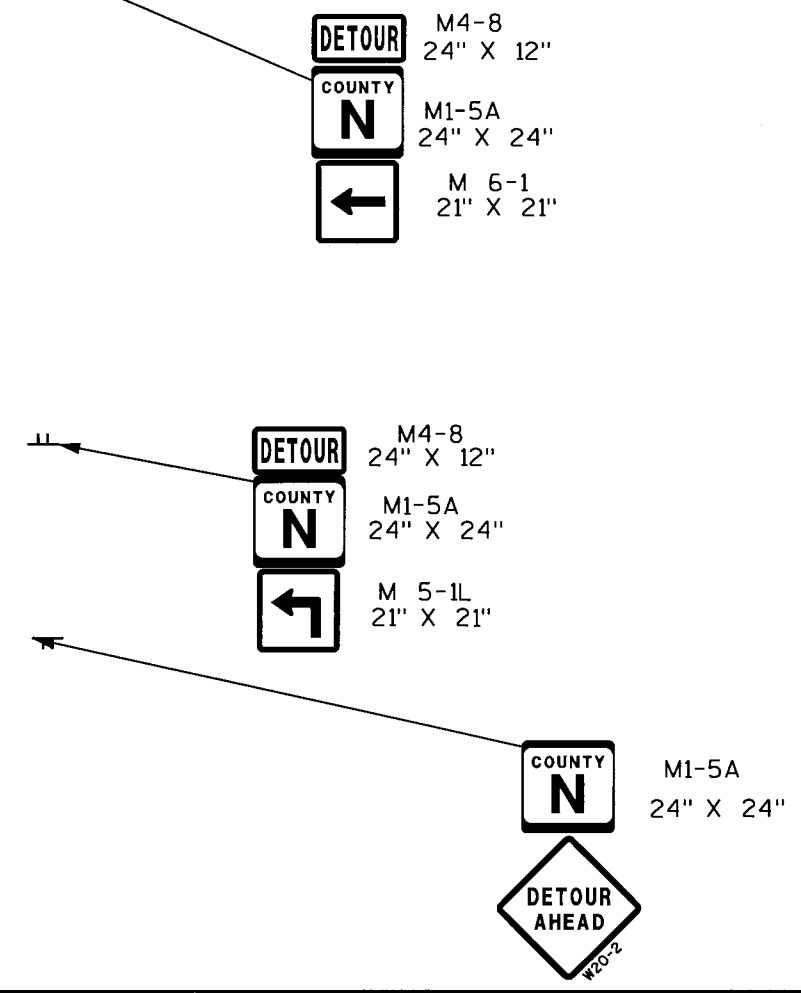 DETOUR
M4-8
24" X 12"
COUNTY
N
M1-5A
24" X 24"
M 6-1
21" X 21"
DETOUR
M4-8
24" X 12"
COUNTY
N
M1-5A
24" X 24"
M 5-1L
21" X 21"
COUNTY
N
M1-5A
24" X 24"
DETOUR
AHEAD
W20-2